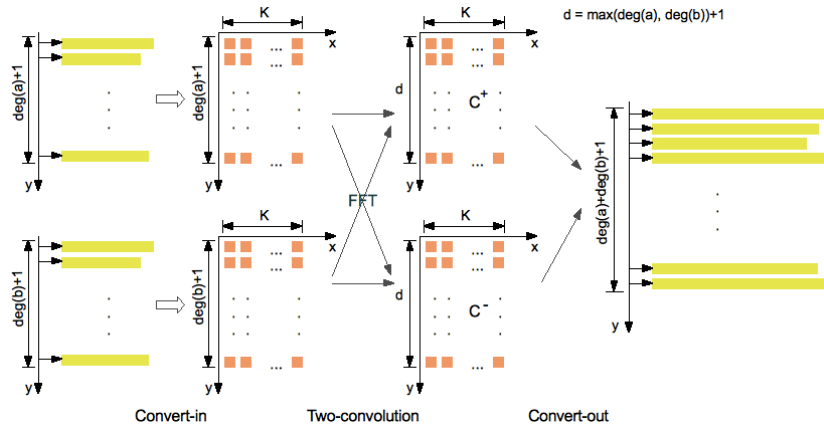 d = max(deg(a), deg(b))+1
deg(a)+1
y
K
x
deg(a)+1
...
...
...
y
K
x
d
...
...
C+
...
y
FFT
deg(b)+1
y
K
x
deg(b)+1
...
...
...
y
K
x
d
...
...
C-
...
y
deg(a)+deg(b)+1
y
Convert-in
Two-convolution
Convert-out